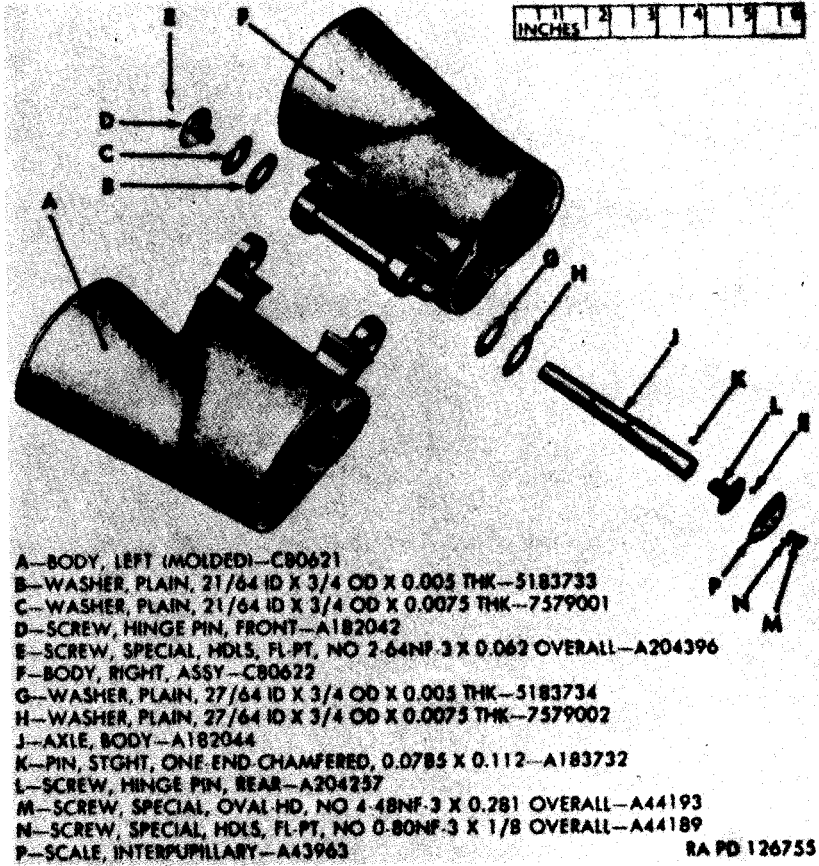 E F
INCHES 1 2 3 4 5 6
D
C
B
A
G H
J
K
L E
P N M
A—BODY, LEFT (MOLDED)—C80621
B—WASHER, PLAIN, 21/64 ID X 3/4 OD X 0.005 THK—5183733
C—WASHER, PLAIN, 21/64 ID X 3/4 OD X 0.0075 THK—7579001
D—SCREW, HINGE PIN, FRONT—A182042
E—SCREW, SPECIAL, HDLS, FL-PT, NO 2-64NF-3 X 0.062 OVERALL—A204396
F—BODY, RIGHT, ASSY—C80622
G—WASHER, PLAIN, 27/64 ID X 3/4 OD X 0.005 THK—5183734
H—WASHER, PLAIN, 27/64 ID X 3/4 OD X 0.0075 THK—7579002
J—AXLE, BODY—A182044
K—PIN, STGHT, ONE END CHAMFERED, 0.0785 X 0.112—A183732
L—SCREW, HINGE PIN, REAR—A204257
M—SCREW, SPECIAL, OVAL HD, NO 4-48NF-3 X 0.281 OVERALL—A44193
N—SCREW, SPECIAL, HDLS, FL-PT, NO 0-80NF-3 X 1/8 OVERALL—A44189
P—SCALE, INTERPUPILLARY—A43963
RA PD 126755